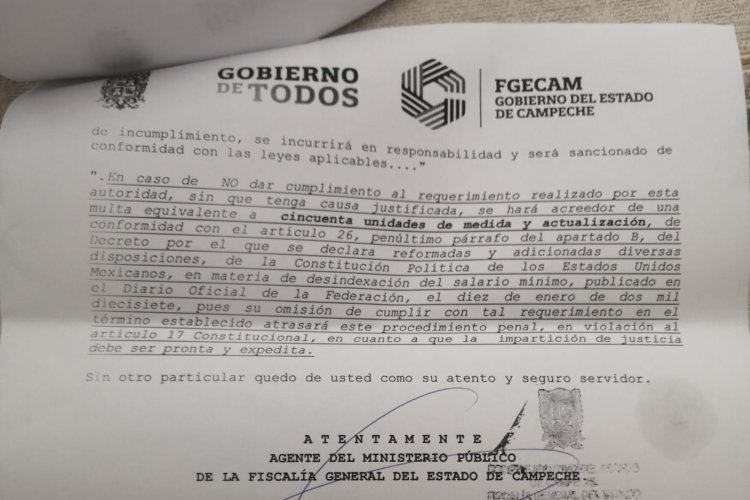 GOBIERNO
DE TODOS
FGECAM
GOBIERNO DEL ESTADO
DE CAMPECHE
de incumplimiento, se incurrirá en responsabilidad y será sancionado de
conformidad con las leyes aplicables...."
".En caso de NO dar cumplimiento al requerimiento realizado por esta
autoridad, sin que tenga causa justificada, se hará acreedor de una
multa equivalente a cincuenta unidades de medida y actualización, de
conformidad con el artículo 26, penúltimo párrafo del apartado B, del
Decreto por el que se declara reformadas y adicionadas diversas
disposiciones, de la Constitución Política de los Estados Unidos
Mexicanos, en materia de desindexación del salario mínimo, publicado en
el Diario Oficial de la Federación, el diez de enero de dos mil
diecisiete, pues su omisión de cumplir con tal requerimiento en el
término establecido atrasará este procedimiento penal, en violación al
artículo 17 Constitucional, en cuanto a que la impartición de justicia
debe ser pronta y expedita.
Sin otro particular quedo de usted como su atento y seguro servidor.
A T E N T A M E N T E
AGENTE DEL MINISTERIO PÚBLICO
DE LA FISCALÍA GENERAL DEL ESTADO DE CAMPECHE.